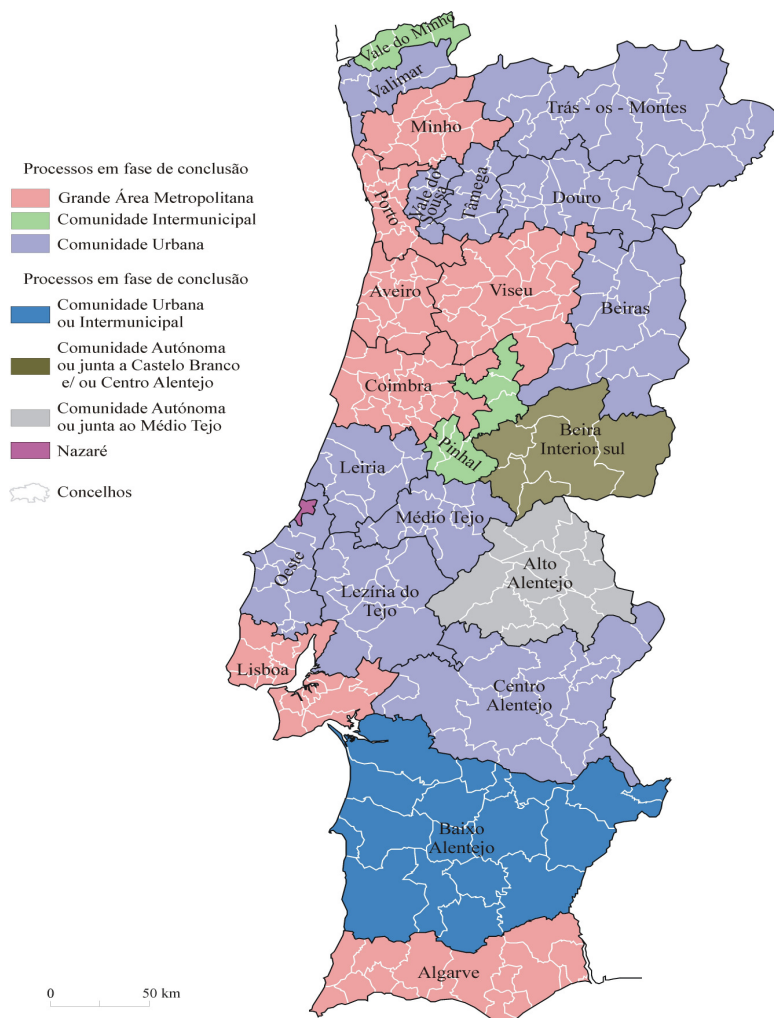 Processos em fase de conclusão
Grande Área Metropolitana
Comunidade Intermunicipal
Comunidade Urbana
Processos em fase de conclusão
Comunidade Urbana
ou Intermunicipal
Comunidade Autónoma
ou junta a Castelo Branco
e/ ou Centro Alentejo
Comunidade Autónoma
ou junta ao Médio Tejo
Nazaré
Concelhos
0 50 km
Vale do Minho
Valimar
Minho
Trás - os - Montes
Porto
Vale do
Sousa
Tâmega
Douro
Aveiro
Viseu
Beiras
Coimbra
Pinhal
Beira
Interior sul
Leiria
Médio Tejo
Oeste
Lezíria do
Tejo
Alto
Alentejo
Lisboa
Centro
Alentejo
Baixo
Alentejo
Algarve